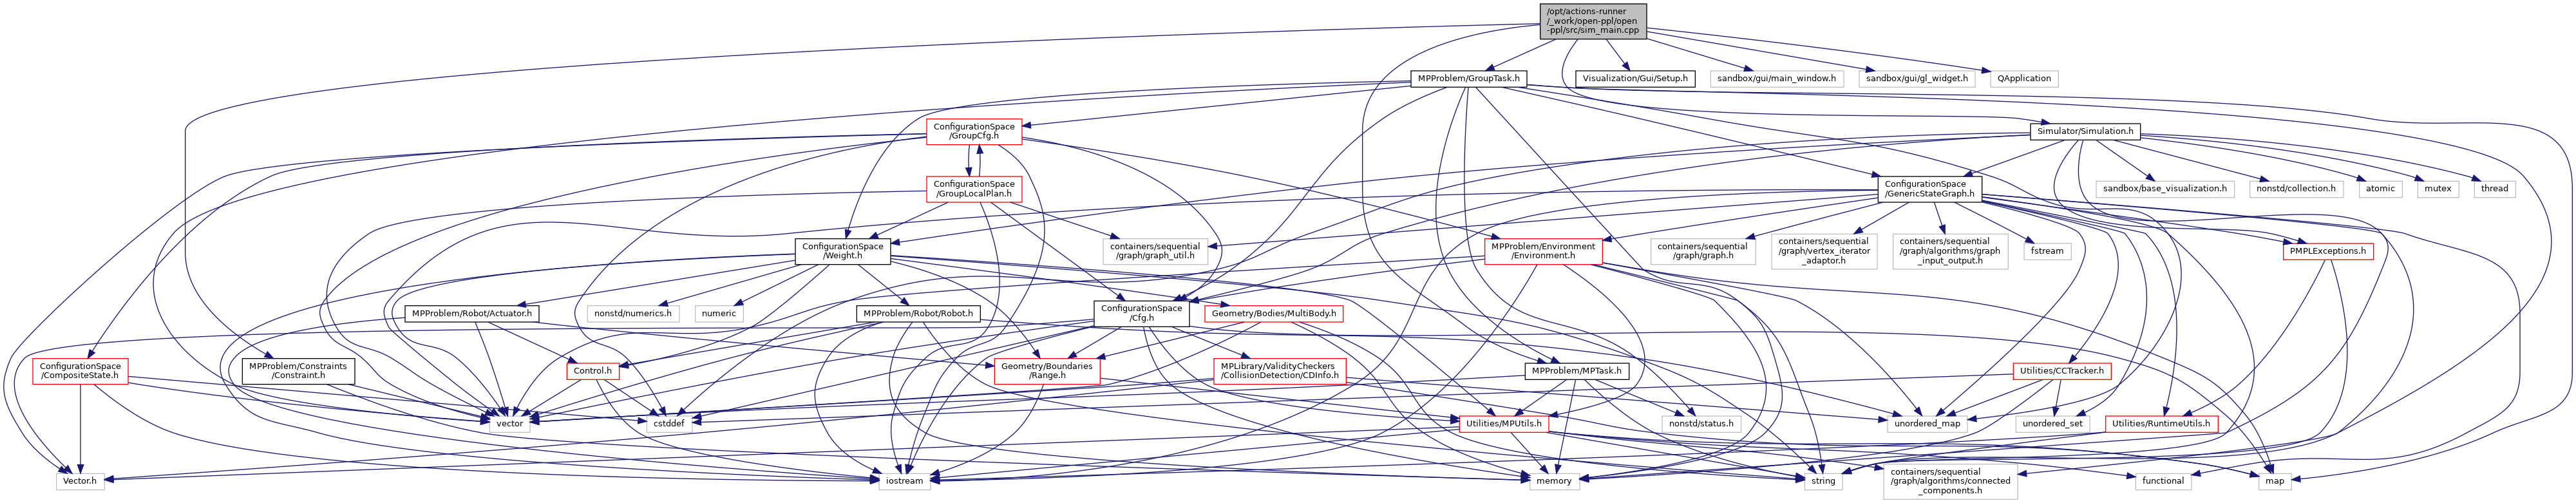 /opt/actions-runner
/_work/open-ppl/open
-ppl/src/sim_main.cpp
MPProblem/GroupTask.h
Visualization/Gui/Setup.h
sandbox/gui/main_window.h
sandbox/gui/gl_widget.h
QApplication
ConfigurationSpace
/GroupCfg.h
Simulator/Simulation.h
ConfigurationSpace
/GroupLocalPlan.h
ConfigurationSpace
/GenericStateGraph.h
sandbox/base_visualization.h
nonstd/collection.h
atomic
mutex
thread
ConfigurationSpace
/Weight.h
containers/sequential
/graph/graph_util.h
MPProblem/Environment
/Environment.h
containers/sequential
/graph/graph.h
containers/sequential
/graph/vertex_iterator
_adaptor.h
containers/sequential
/graph/algorithms/graph
_input_output.h
fstream
PMPLExceptions.h
MPProblem/Robot/Actuator.h
nonstd/numerics.h
numeric
MPProblem/Robot/Robot.h
ConfigurationSpace
/Cfg.h
Geometry/Bodies/MultiBody.h
ConfigurationSpace
/CompositeState.h
MPProblem/Constraints
/Constraint.h
Control.h
Geometry/Boundaries
/Range.h
MPLibrary/ValidityCheckers
/CollisionDetection/CDInfo.h
MPProblem/MPTask.h
Utilities/CCTracker.h
vector
cstddef
Utilities/MPUtils.h
nonstd/status.h
unordered_map
unordered_set
Utilities/RuntimeUtils.h
Vector.h
iostream
memory
string
containers/sequential
/graph/algorithms/connected
_components.h
functional
map